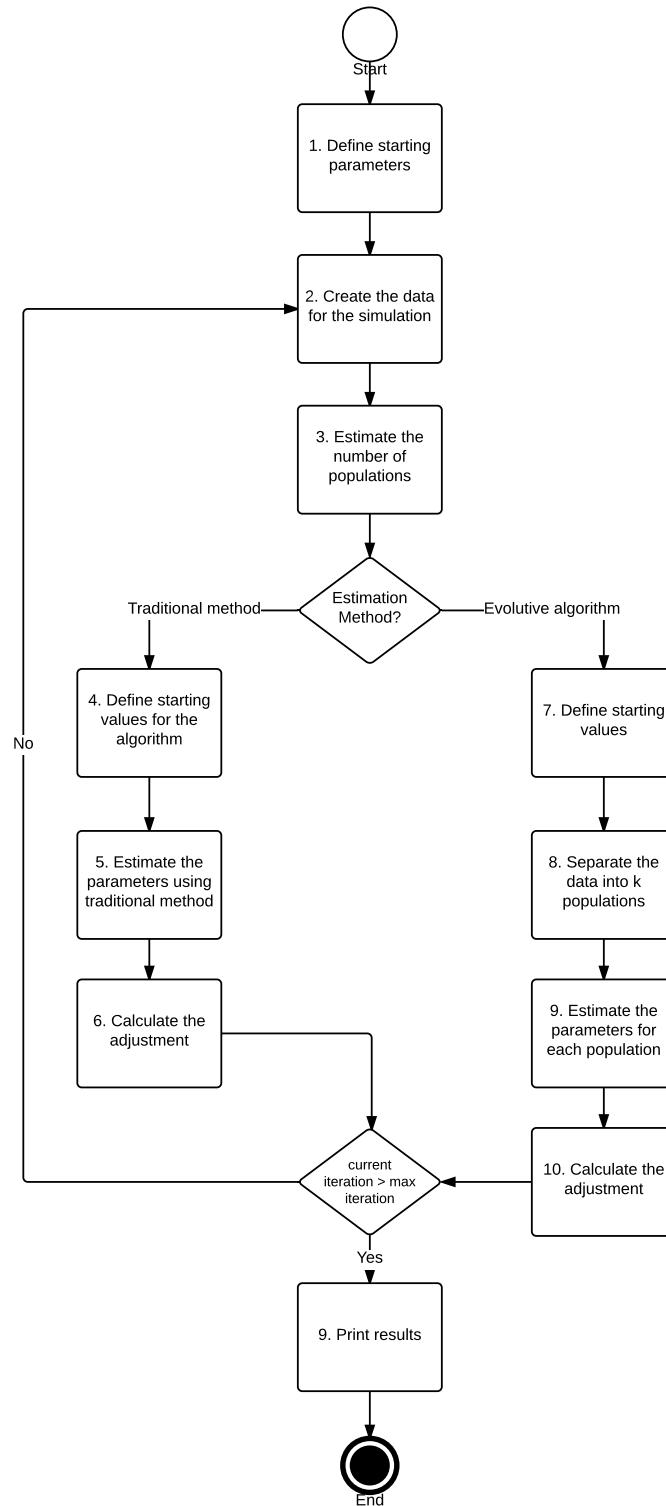 Start
1. Define starting
parameters
2. Create the data
for the simulation
3. Estimate the
number of
populations
Estimation
Method?
Traditional method
Evolutive algorithm
4. Define starting
values for the
algorithm
7. Define starting
values
No
5. Estimate the
parameters using
traditional method
8. Separate the
data into k
populations
6. Calculate the
adjustment
9. Estimate the
parameters for
each population
current
iteration > max
iteration
10. Calculate the
adjustment
Yes
9. Print results
End